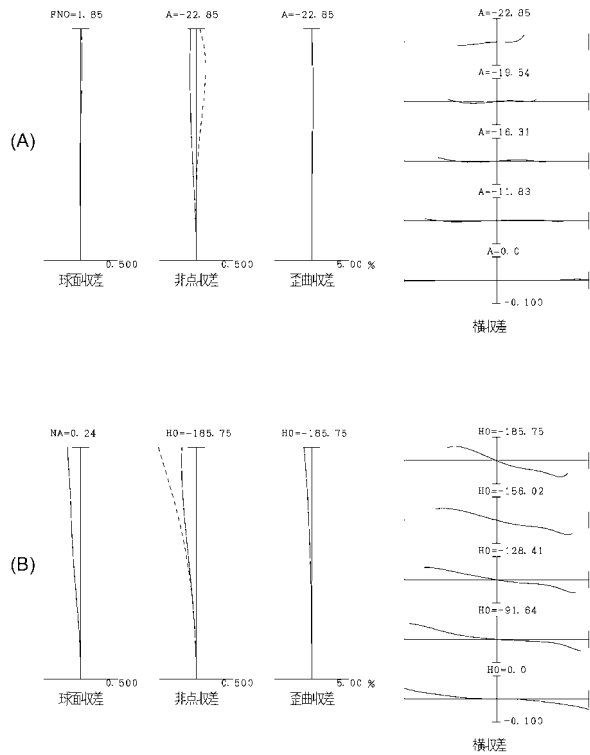 FNO=1.85 A=-22.85 A=-22.85 A=-22.85
A=-19.54
(A)
A=-16.31
A=-11.83
A=0.0
0.500 0.500 5.00 %
球面収差 非点収差 歪曲収差
-0.100
横収差
NA=0.24 H0=-185.75 H0=-185.75 H0=-185.75
H0=-156.02
(B)
H0=-128.41
H0=-91.64
H0=0.0
0.500 0.500 5.00 %
球面収差 非点収差 歪曲収差
-0.100
横収差